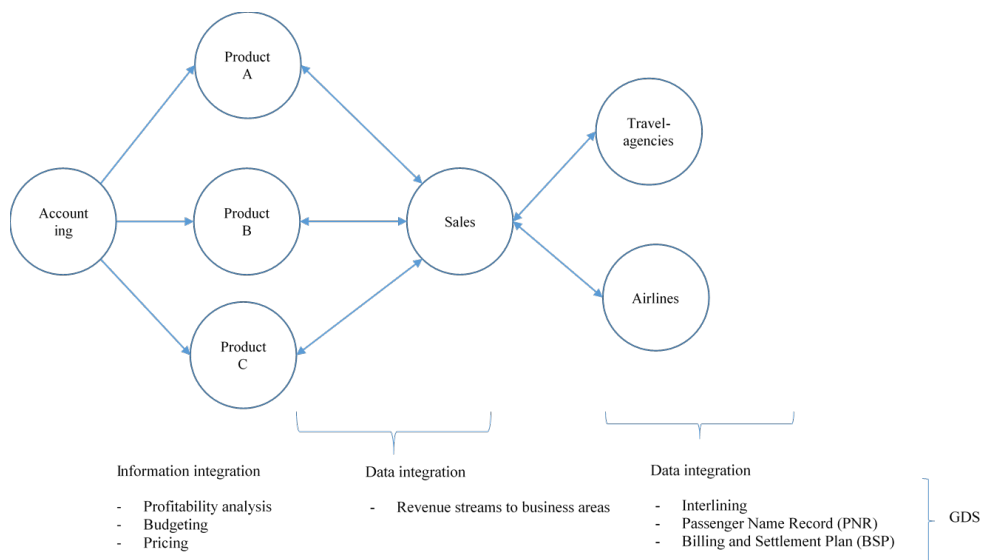 Product
A
Travel-
agencies
Account
ing
Product
B
Sales
Airlines
Product
C
Information integration
- Profitability analysis
- Budgeting
- Pricing
Data integration
- Revenue streams to business areas
Data integration
- Interlining
- Passenger Name Record (PNR)
- Billing and Settlement Plan (BSP)
GDS